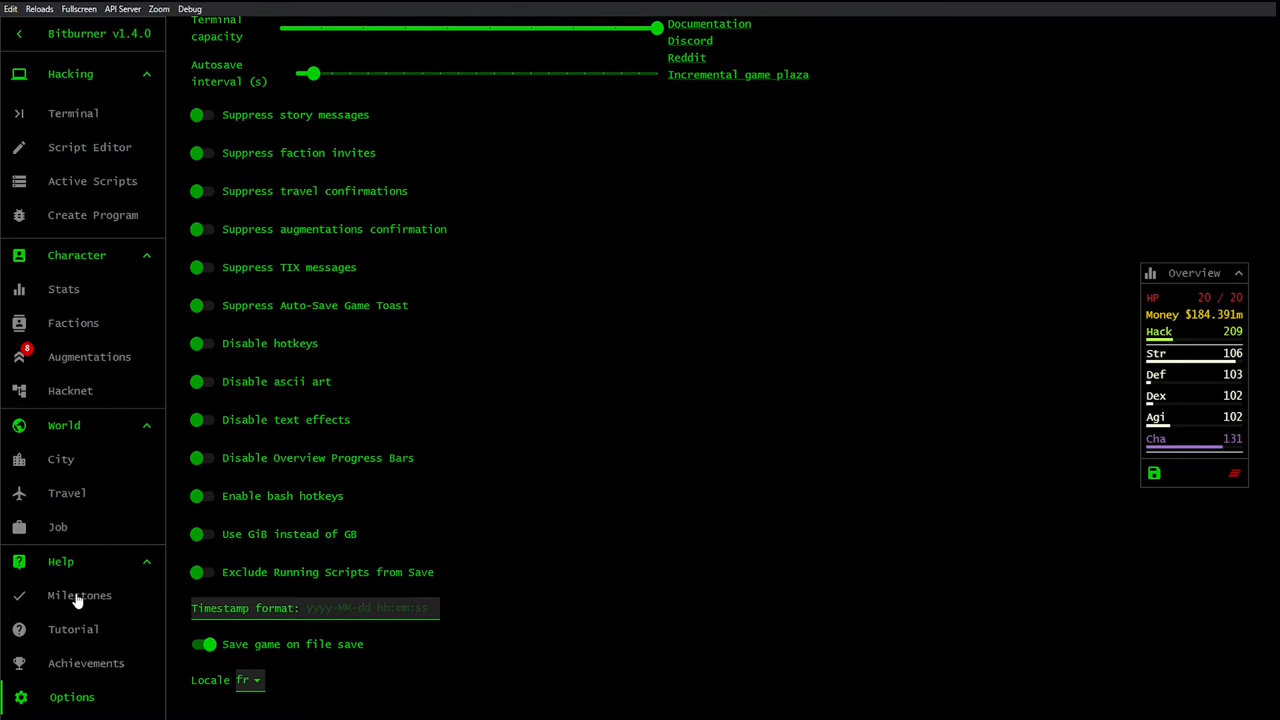 Edit Reloads Fullscreen API Server Zoom Debug
Bitburner v1.4.0
Hacking
Terminal
Script Editor
Active Scripts
Create Program
Character
Stats
Factions
8
Augmentations
Hacknet
World
City
Travel
Job
Help
Milestones
Tutorial
Achievements
Options
Terminal
capacity
Autosave
interval (s)
Suppress story messages
Suppress faction invites
Suppress travel confirmations
Suppress augmentations confirmation
Suppress TIX messages
Suppress Auto-Save Game Toast
Disable hotkeys
Disable ascii art
Disable text effects
Disable Overview Progress Bars
Enable bash hotkeys
Use GiB instead of GB
Exclude Running Scripts from Save
Timestamp format: yyyy-MM-dd hh:mm:ss
Save game on file save
Locale fr
Documentation
Discord
Reddit
Incremental game plaza
Overview
HP 20 / 20
Money $184.391m
Hack 209
Str 106
Def 103
Dex 102
Agi 102
Cha 131